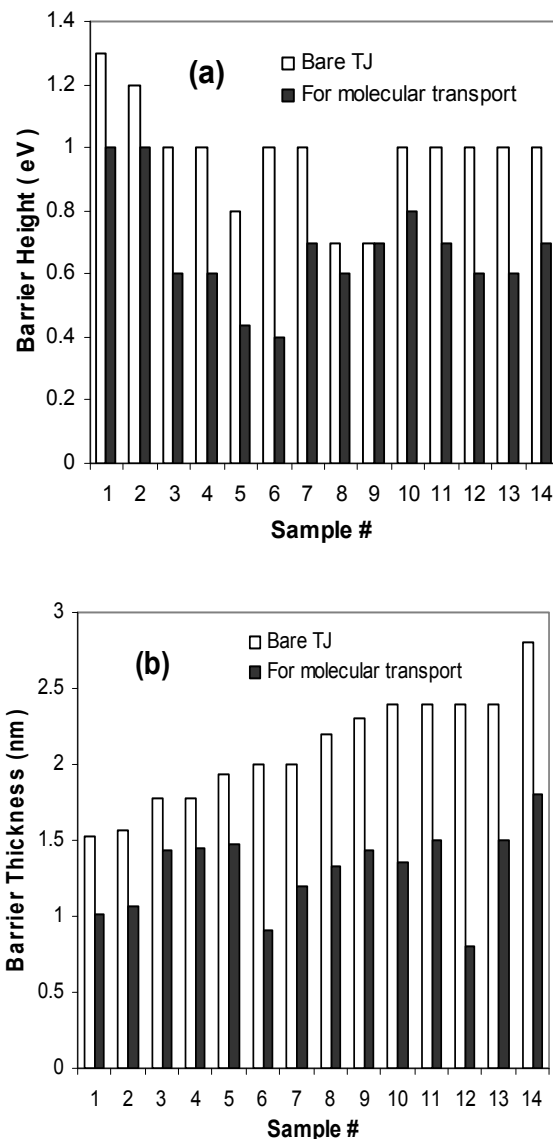 1.4
(a)
Bare TJ
For molecular transport
1.2
1
0.8
0.6
0.4
0.2
0
Barrier Height ( eV)
1 2 3 4 5 6 7 8 9 10 11 12 13 14
Sample #
3
Bare TJ
(b)
For molecular transport
2.5
2
1.5
1
0.5
0
Barrier Thickness (nm)
1 2 3 4 5 6 7 8 9 10 11 12 13 14
Sample #